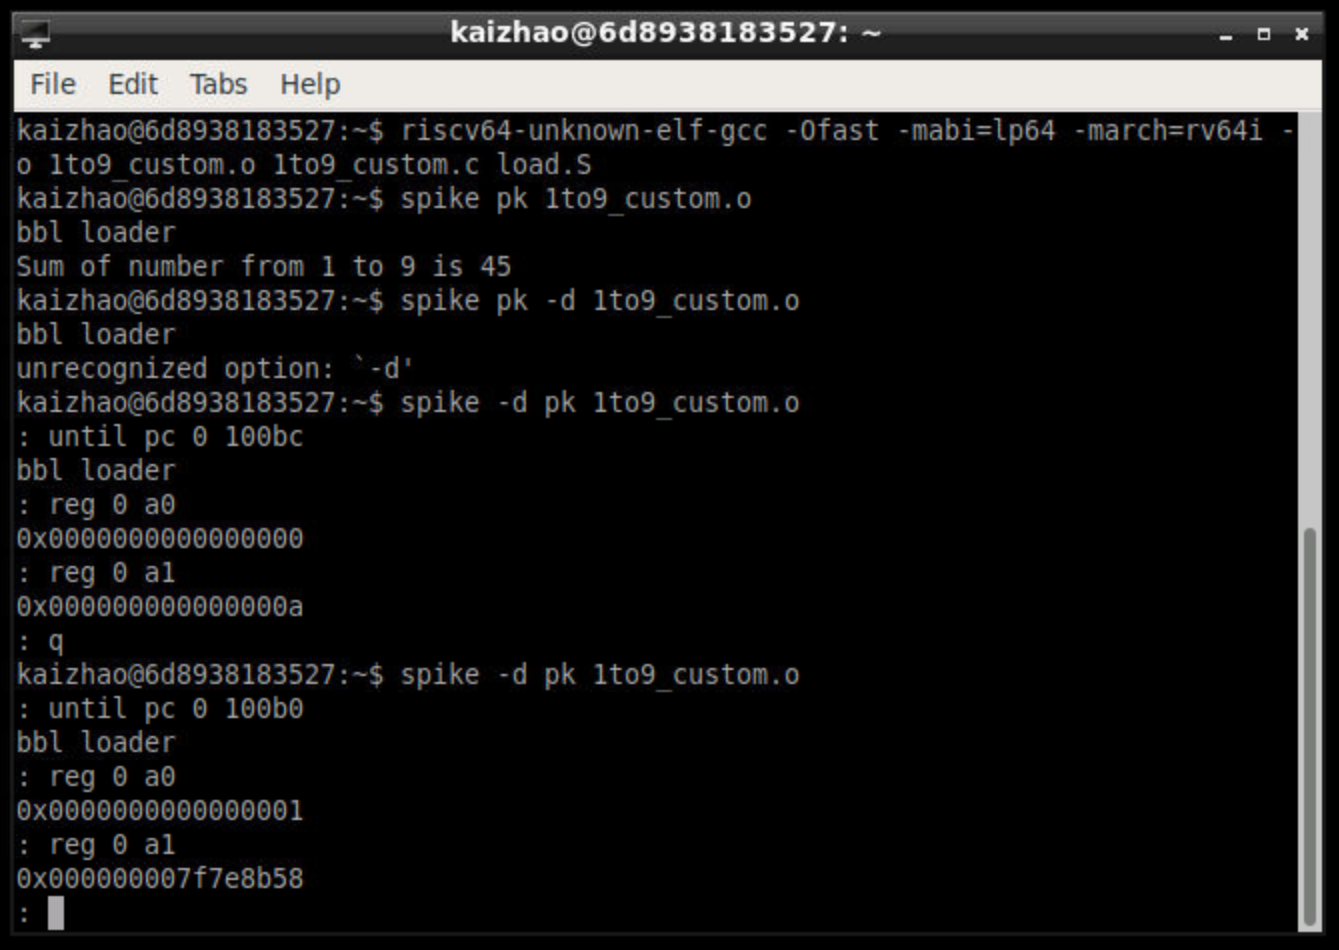 kaizhao@6d8938183527: ~
File Edit Tabs Help
kaizhao@6d8938183527:~$ riscv64-unknown-elf-gcc -Ofast -mabi=lp64 -march=rv64i -
o 1to9_custom.o 1to9_custom.c load.S
kaizhao@6d8938183527:~$ spike pk 1to9_custom.o
bbl loader
Sum of number from 1 to 9 is 45
kaizhao@6d8938183527:~$ spike pk -d 1to9_custom.o
bbl loader
unrecognized option: `-d'
kaizhao@6d8938183527:~$ spike -d pk 1to9_custom.o
: until pc 0 100bc
bbl loader
: reg 0 a0
0x0000000000000000
: reg 0 a1
0x000000000000000a
: q
kaizhao@6d8938183527:~$ spike -d pk 1to9_custom.o
: until pc 0 100b0
bbl loader
: reg 0 a0
0x0000000000000001
: reg 0 a1
0x000000007f7e8b58
: